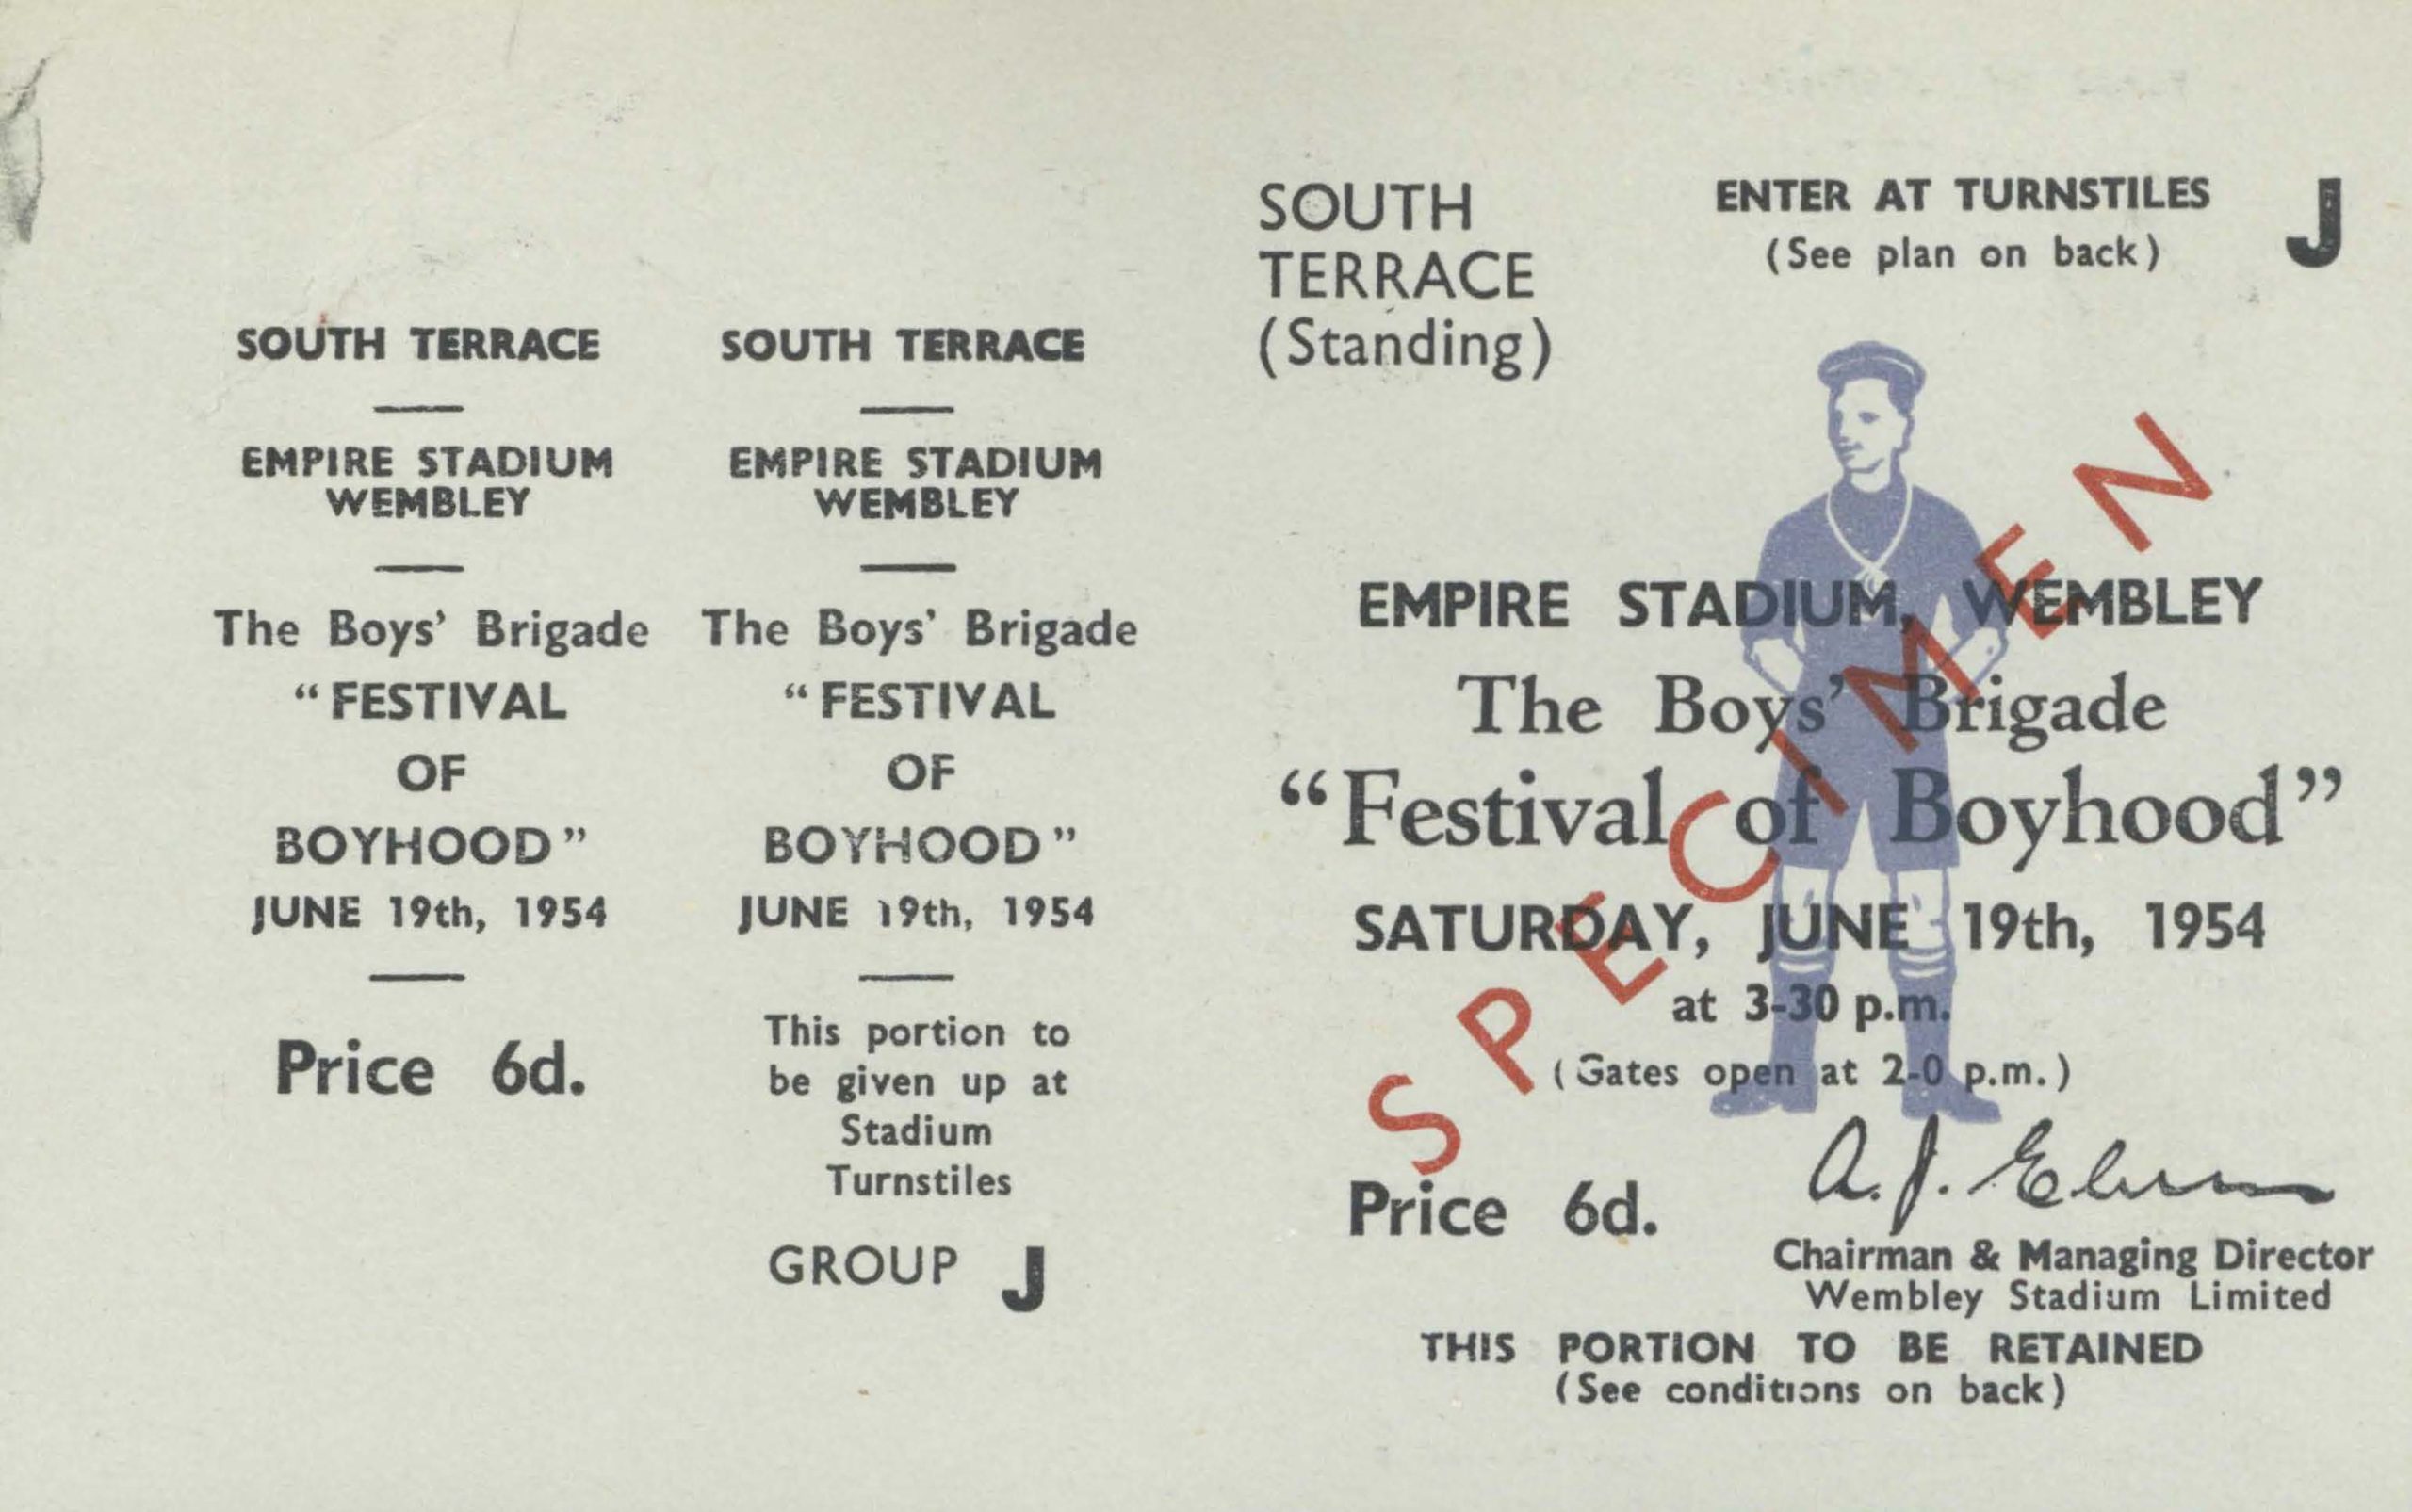 SOUTH TERRACE
EMPIRE STADIUM
WEMBLEY
The Boys' Brigade
"FESTIVAL
OF
BOYHOOD"
JUNE 19th, 1954
Price 6d.
SOUTH TERRACE
EMPIRE STADIUM
WEMBLEY
The Boys' Brigade
"FESTIVAL
OF
BOYHOOD"
JUNE 19th, 1954
This portion to
be given up at
Stadium
Turnstiles
GROUP J
SOUTH
TERRACE
(Standing)
ENTER AT TURNSTILES J
(See plan on back)
EMPIRE STADIUM, WEMBLEY
The Boys' Brigade
"Festival of Boyhood"
SATURDAY, JUNE 19th, 1954
at 3-30 p.m.
(Gates open at 2-0 p.m.)
SPECIMEN
Price 6d.
A. J.
Chairman & Managing Director
Wembley Stadium Limited
THIS PORTION TO BE RETAINED
(See conditions on back)